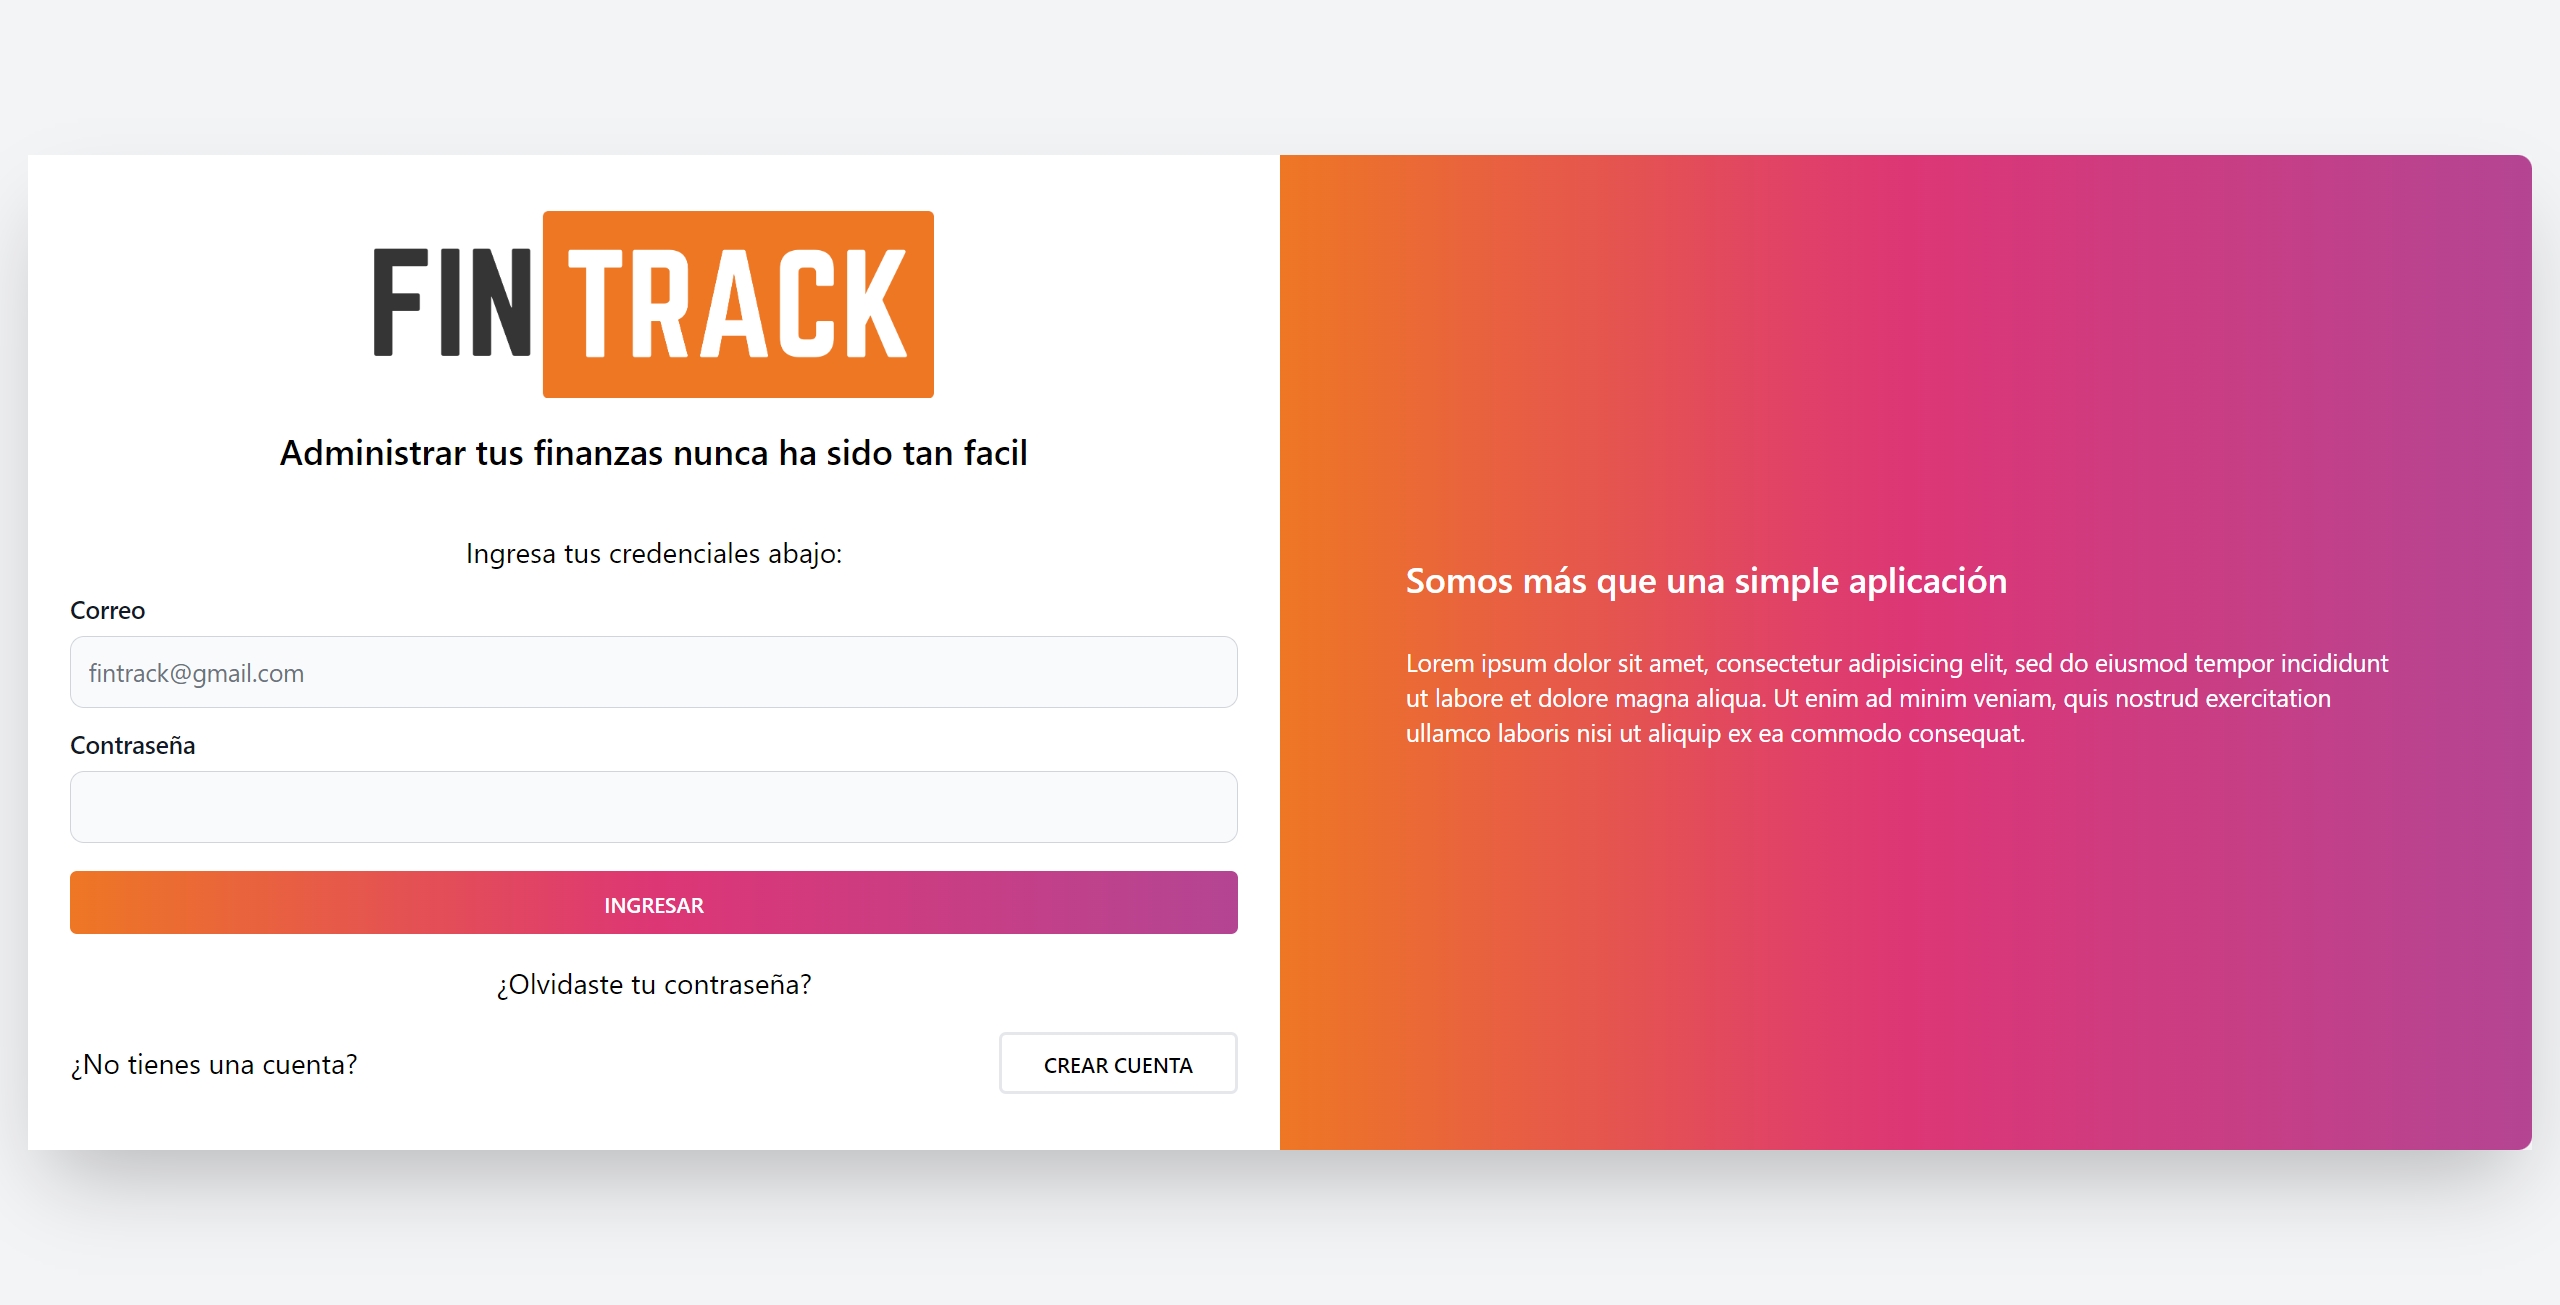 FINTRACK
Administrar tus finanzas nunca ha sido tan facil
Ingresa tus credenciales abajo:
Correo
fintrack@gmail.com
Contraseña
INGRESAR
¿Olvidaste tu contraseña?
¿No tienes una cuenta?
CREAR CUENTA
Somos más que una simple aplicación
Lorem ipsum dolor sit amet, consectetur adipisicing elit, sed do eiusmod tempor incididunt
ut labore et dolore magna aliqua. Ut enim ad minim veniam, quis nostrud exercitation
ullamco laboris nisi ut aliquip ex ea commodo consequat.